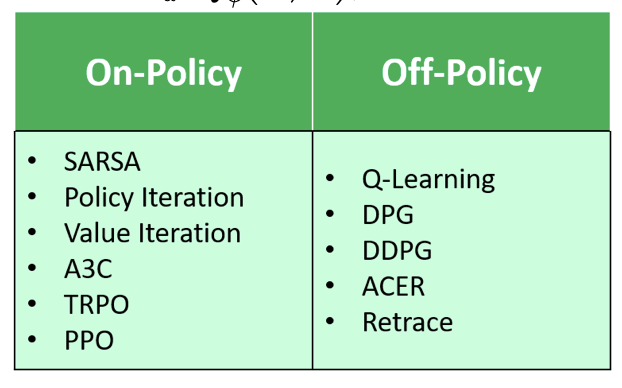 On-Policy
Off-Policy
• SARSA
• Policy Iteration
• Value Iteration
• A3C
• TRPO
• PPO
• Q-Learning
• DPG
• DDPG
• ACER
• Retrace